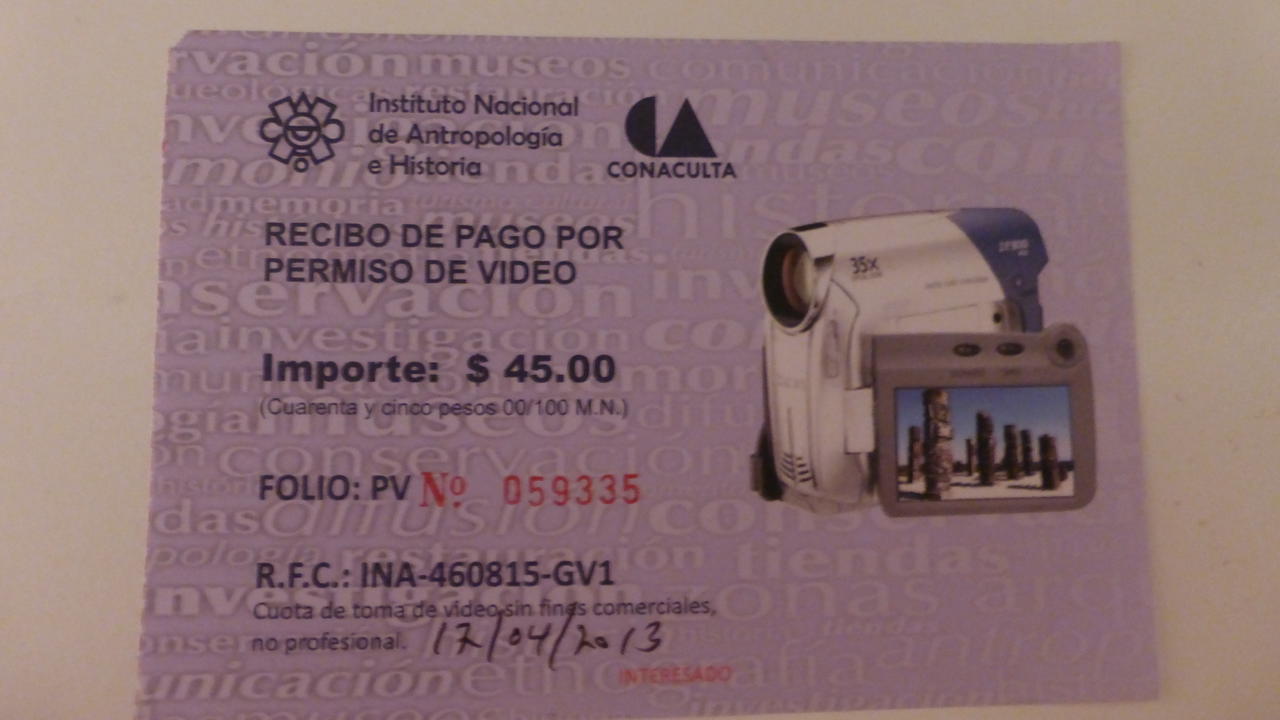 Instituto Nacional
de Antropología
e Historia
CONACULTA
RECIBO DE PAGO POR
PERMISO DE VIDEO
35x
Importe: $ 45.00
(Cuarenta y cinco pesos 00/100 M.N.)
FOLIO: PV Nº 059335
R.F.C.: INA-460815-GV1
Cuota de toma de video sin fines comerciales,
no profesional. 17/04/2013
INTERESADO